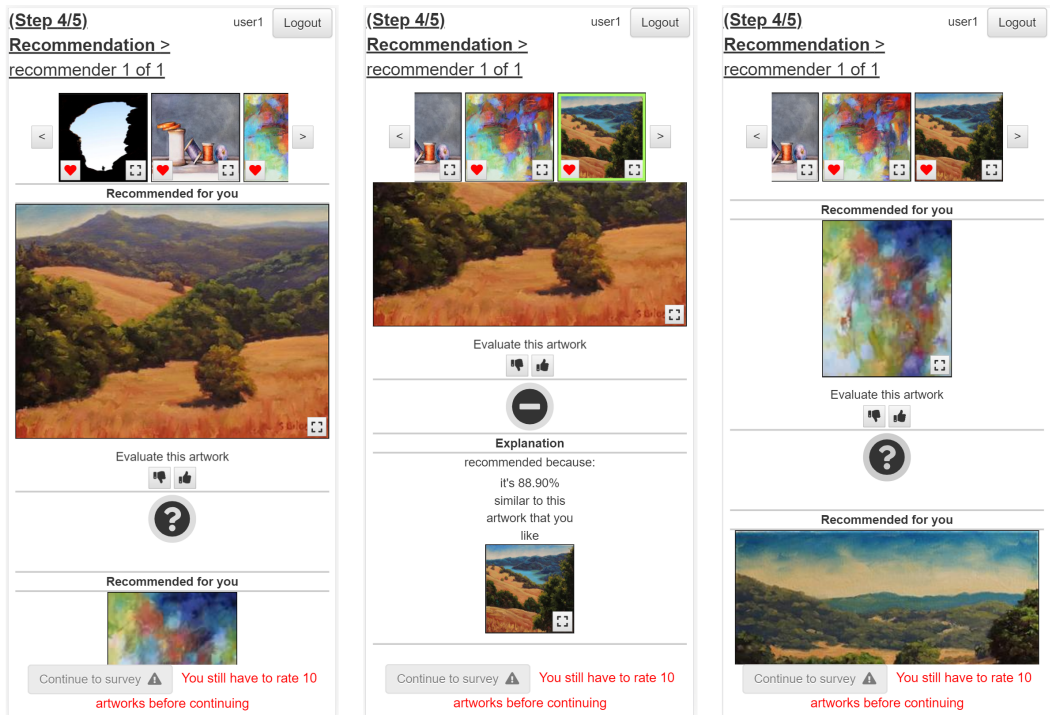 (Step 4/5)
user1
Logout
Recommendation >
recommender 1 of 1
<
>
Recommended for you
Evaluate this artwork
?
Recommended for you
Continue to survey
You still have to rate 10
artworks before continuing
(Step 4/5)
user1
Logout
Recommendation >
recommender 1 of 1
<
>
Evaluate this artwork
Explanation
recommended because:
it's 88.90%
similar to this
artwork that you
like
Continue to survey
You still have to rate 10
artworks before continuing
(Step 4/5)
user1
Logout
Recommendation >
recommender 1 of 1
<
>
Recommended for you
Evaluate this artwork
?
Recommended for you
Continue to survey
You still have to rate 10
artworks before continuing